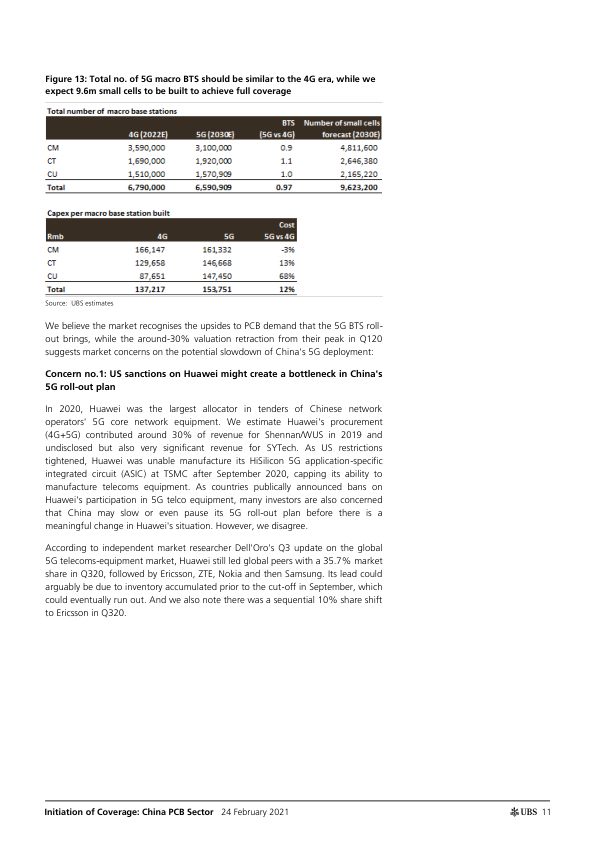 Figure 13: Total no. of 5G macro BTS should be similar to the 4G era, while we
expect 9.6m small cells to be built to achieve full coverage
Total number of macro base stations
BTS Number of small cells
4G (2022E) 5G (2030E) (5G vs 4G) forecast (2030E)
CM 3,590,000 3,100,000 0.9 4,811,600
CT 1,690,000 1,920,000 1.1 2,646,380
CU 1,510,000 1,570,909 1.0 2,165,220
Total 6,790,000 6,590,909 0.97 9,623,200
Capex per macro base station built
Cost
Rmb 4G 5G 5G vs 4G
CM 166,147 161,332 -3%
CT 129,658 146,668 13%
CU 87,651 147,450 68%
Total 137,217 153,751 12%
Source: UBS estimates
We believe the market recognises the upsides to PCB demand that the 5G BTS roll-
out brings, while the around-30% valuation retraction from their peak in Q120
suggests market concerns on the potential slowdown of China's 5G deployment:
Concern no.1: US sanctions on Huawei might create a bottleneck in China's
5G roll-out plan
In 2020, Huawei was the largest allocator in tenders of Chinese network
operators' 5G core network equipment. We estimate Huawei's procurement
(4G+5G) contributed around 30% of revenue for Shennan/WUS in 2019 and
undisclosed but also very significant revenue for SYTech. As US restrictions
tightened, Huawei was unable manufacture its HiSilicon 5G application-specific
integrated circuit (ASIC) at TSMC after September 2020, capping its ability to
manufacture telecoms equipment. As countries publically announced bans on
Huawei's participation in 5G telco equipment, many investors are also concerned
that China may slow or even pause its 5G roll-out plan before there is a
meaningful change in Huawei's situation. However, we disagree.
According to independent market researcher Dell'Oro's Q3 update on the global
5G telecoms-equipment market, Huawei still led global peers with a 35.7% market
share in Q320, followed by Ericsson, ZTE, Nokia and then Samsung. Its lead could
arguably be due to inventory accumulated prior to the cut-off in September, which
could eventually run out. And we also note there was a sequential 10% share shift
to Ericsson in Q320.
Initiation of Coverage: China PCB Sector 24 February 2021 UBS 11